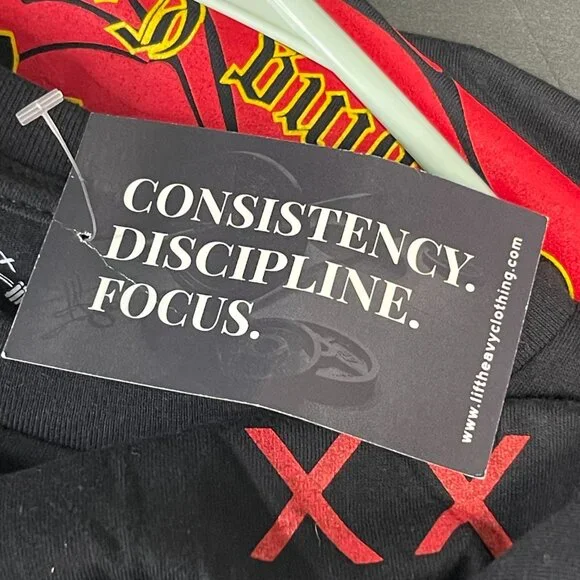 CONSISTENCY.
DISCIPLINE.
FOCUS.
www.liftheavyclothing.com
XX